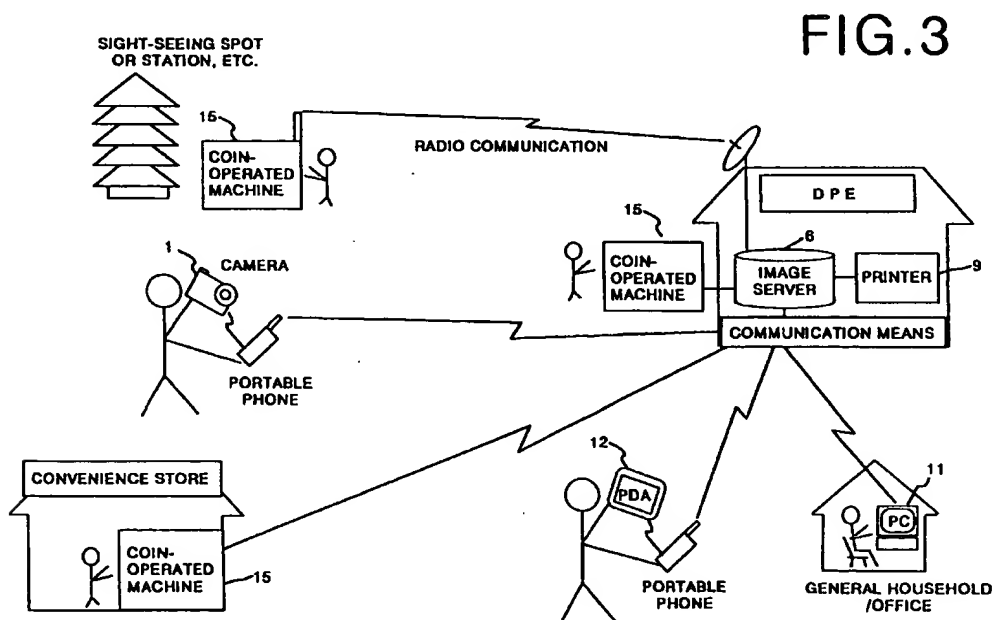 FIG.3
SIGHT-SEEING SPOT
OR STATION, ETC.
15
COIN-
OPERATED
MACHINE
RADIO COMMUNICATION
DPE
15
COIN-
OPERATED
MACHINE
6
IMAGE
SERVER
PRINTER
9
COMMUNICATION MEANS
1
CAMERA
PORTABLE
PHONE
CONVENIENCE STORE
COIN-
OPERATED
MACHINE
15
12
PDA
PORTABLE
PHONE
11
PC
GENERAL HOUSEHOLD
/OFFICE